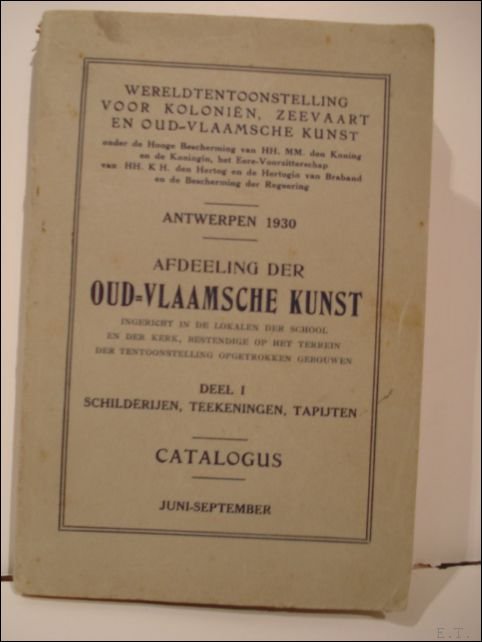 WERELDTENTOONSTELLING
VOOR KOLONIËN, ZEEVAART
EN OUD-VLAAMSCHE KUNST
onder de Hooge Bescherming van HH. MM. den Koning
en de Koningin, het Eere-Voorzitterschap
van HH. K H. den Hertog en de Hertogin van Braband
en de Bescherming der Regeering
ANTWERPEN 1930
AFDEELING DER
OUD=VLAAMSCHE KUNST
INGERICHT IN DE LOKALEN DER SCHOOL
EN DER KERK, BESTENDIGE OP HET TERREIN
DER TENTOONSTELLING OPGETROKKEN GEBOUWEN
DEEL I
SCHILDERIJEN, TEEKENINGEN, TAPIJTEN
CATALOGUS
JUNI-SEPTEMBER
E.T.